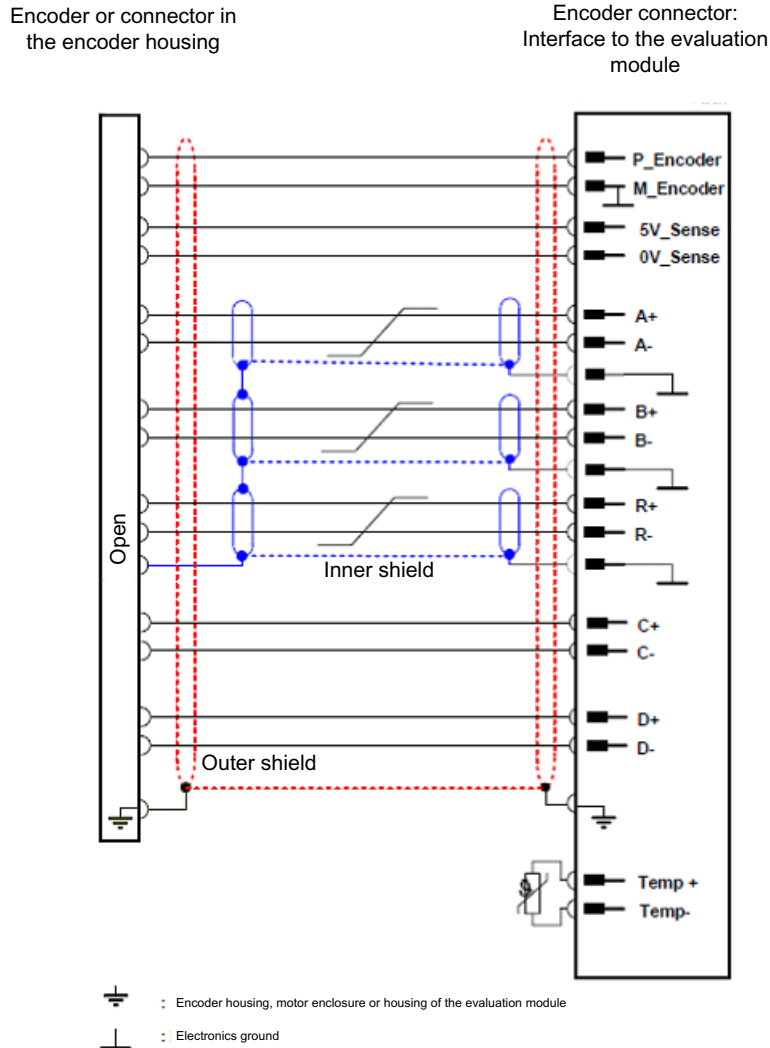 Encoder or connector in
the encoder housing
Encoder connector:
Interface to the evaluation
module
P_Encoder
M_Encoder
5V_Sense
0V_Sense
A+
A-
B+
B-
R+
R-
Open
Inner shield
C+
C-
D+
D-
Outer shield
ϑ
Temp +
Temp-
: Encoder housing, motor enclosure or housing of the evaluation module
: Electronics ground